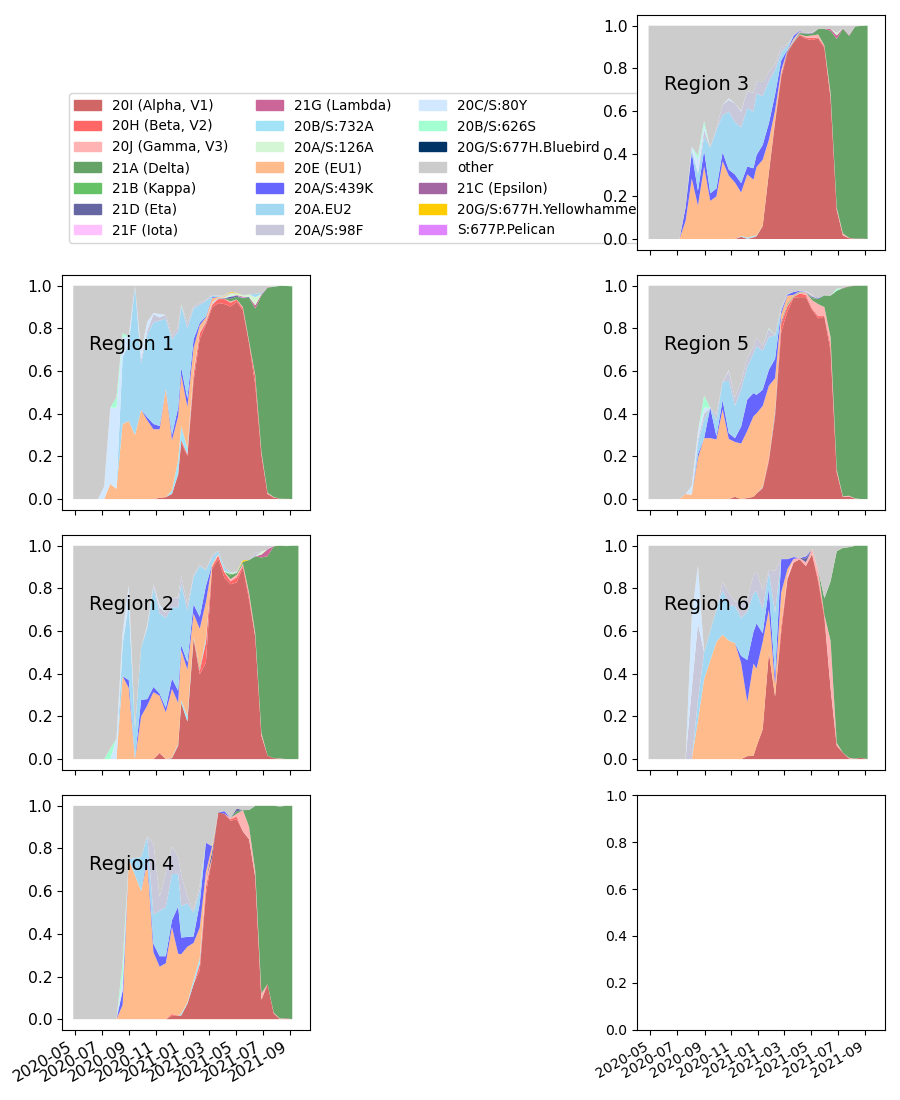 20I (Alpha, V1)
20H (Beta, V2)
20J (Gamma, V3)
21A (Delta)
21B (Kappa)
21D (Eta)
21F (Iota)
21G (Lambda)
20B/S:732A
20A/S:126A
20E (EU1)
20A/S:439K
20A.EU2
20A/S:98F
20C/S:80Y
20B/S:626S
20G/S:677H.Bluebird
other
21C (Epsilon)
20G/S:677H.Yellowhamme
S:677P.Pelican
1.0
0.8
0.6
0.4
0.2
0.0
Region 3
1.0
0.8
0.6
0.4
0.2
0.0
Region 1
1.0
0.8
0.6
0.4
0.2
0.0
Region 5
1.0
0.8
0.6
0.4
0.2
0.0
Region 2
1.0
0.8
0.6
0.4
0.2
0.0
Region 6
1.0
0.8
0.6
0.4
0.2
0.0
Region 4
2020-05
2020-07
2020-09
2020-11
2021-01
2021-03
2021-05
2021-07
2021-09
1.0
0.8
0.6
0.4
0.2
0.0
2020-05
2020-07
2020-09
2020-11
2021-01
2021-03
2021-05
2021-07
2021-09